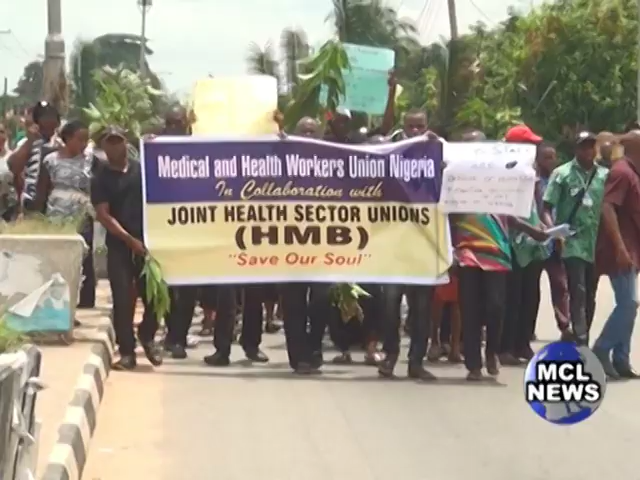 Medical and Health Workers Union Nigeria
In Collaboration with
JOINT HEALTH SECTOR UNIONS
(HMB)
"Save Our Soul"
MCL
NEWS